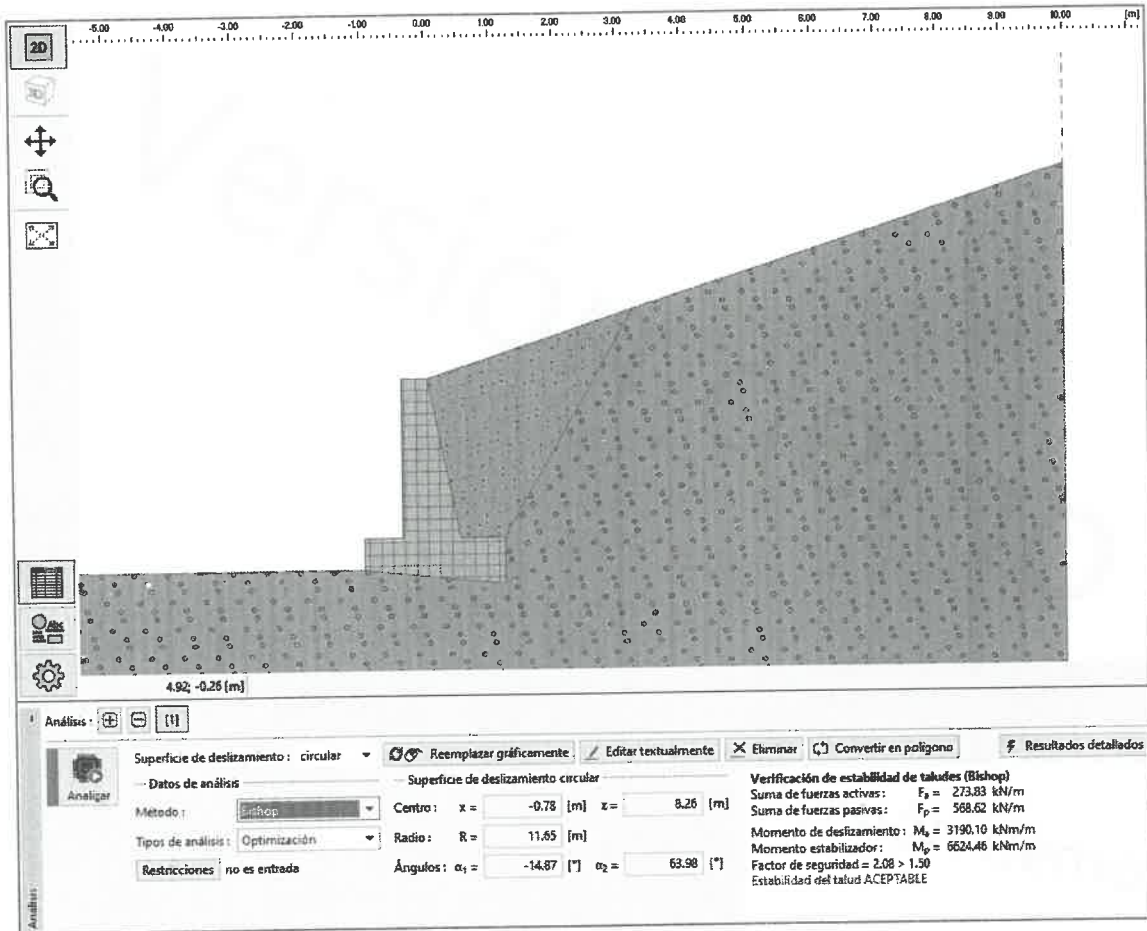 -5.00 -4.00 -3.00 -2.00 -1.00 0.00 1.00 2.00 3.00 4.00 5.00 6.00 7.00 8.00 9.00 10.00 [m]
2D
3D
Versión
Abc
4.92; -0.26 [m]
Análisis : [1]
Analizar
Superficie de deslizamiento : circular
Reemplazar gráficamente
Editar textualmente
Eliminar
Convertir en polígono
Resultados detallados
Datos de análisis
Método : Bishop
Tipos de análisis : Optimización
Restricciones no es entrada
Superficie de deslizamiento circular
Centro : x = -0.78 [m] z = 8.26 [m]
Radio : R = 11.65 [m]
Ángulos : α1 = -14.87 [°] α2 = 63.98 [°]
Verificación de estabilidad de taludes (Bishop)
Suma de fuerzas activas : Fa = 273.83 kN/m
Suma de fuerzas pasivas : Fp = 568.62 kN/m
Momento de deslizamiento : Ma = 3190.10 kNm/m
Momento estabilizador : Mp = 6624.46 kNm/m
Factor de seguridad = 2.08 > 1.50
Estabilidad del talud ACEPTABLE
Análisis